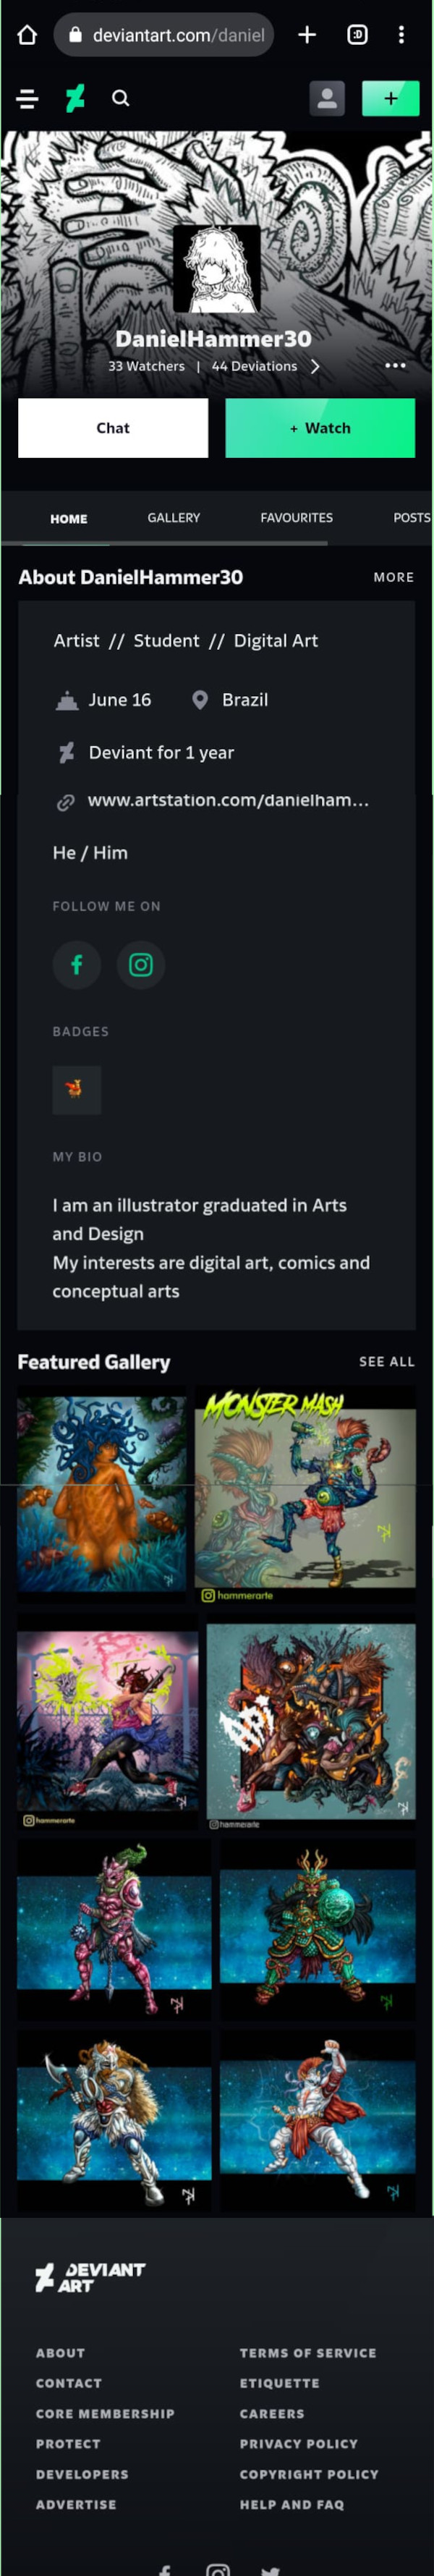 deviantart.com/daniel
:D
DanielHammer30
33 Watchers | 44 Deviations
Chat
+ Watch
HOME GALLERY FAVOURITES POSTS
About DanielHammer30 MORE
Artist // Student // Digital Art
June 16 Brazil
Deviant for 1 year
www.artstation.com/danielham...
He / Him
FOLLOW ME ON
BADGES
MY BIO
I am an illustrator graduated in Arts
and Design
My interests are digital art, comics and
conceptual arts
Featured Gallery SEE ALL
MONSTER MASH
hammerarte
hammerarte
hammerarte
DEVIANT
ART
ABOUT TERMS OF SERVICE
CONTACT ETIQUETTE
CORE MEMBERSHIP CAREERS
PROTECT PRIVACY POLICY
DEVELOPERS COPYRIGHT POLICY
ADVERTISE HELP AND FAQ